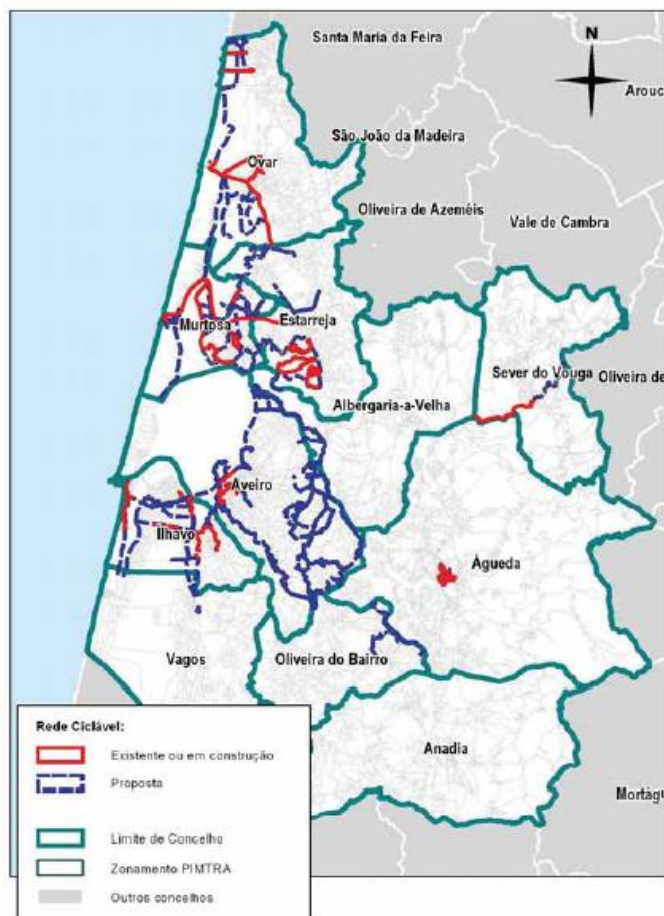 Santa Maria da Feira
N
Arouc
São João da Madeira
Ovar
Oliveira de Azeméis
Vale de Cambra
Murtosa
Estarreja
Sever do Vouga
Oliveira de
Albergaria-a-Velha
Aveiro
Ílhavo
Águeda
Vagos
Oliveira do Bairro
Anadia
Mortágu
Rede Ciclável:
Existente ou em construção
Proposta
Limite de Concelho
Zonamento PIMTRA
Outros concelhos